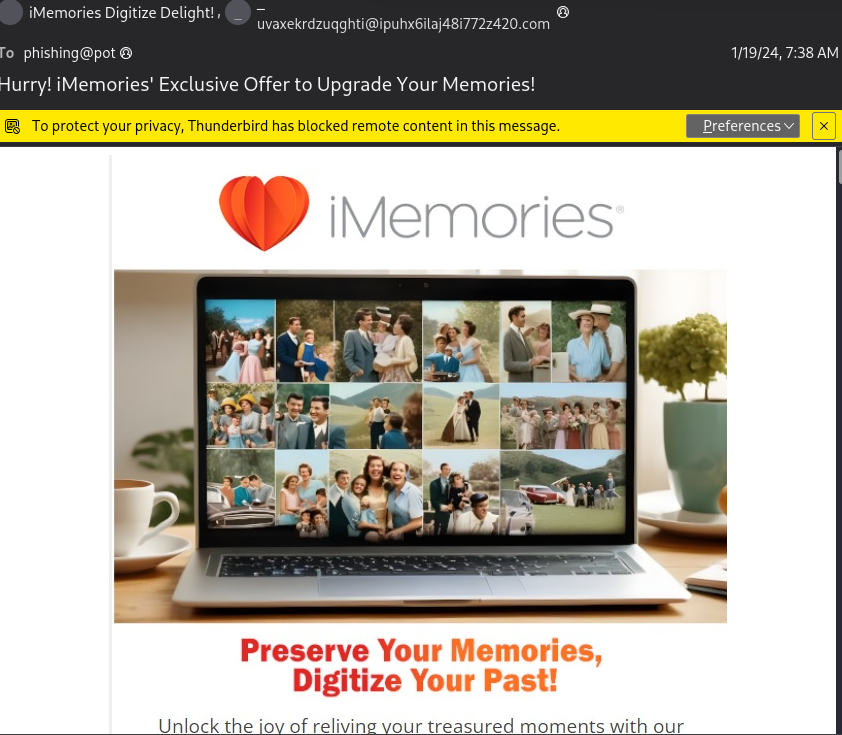 iMemories Digitize Delight! ,
_
_
uvaxekrdzuqghti@ipuhx6ilaj48i772z420.com
To phishing@pot
1/19/24, 7:38 AM
Hurry! iMemories' Exclusive Offer to Upgrade Your Memories!
To protect your privacy, Thunderbird has blocked remote content in this message.
Preferences
iMemories®
Preserve Your Memories,
Digitize Your Past!
Unlock the joy of reliving your treasured moments with our